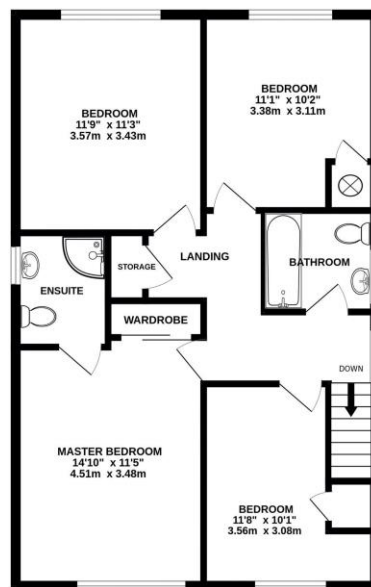 BEDROOM
11'9" x 11'3"
3.57m x 3.43m
BEDROOM
11'1" x 10'2"
3.38m x 3.11m
LANDING
STORAGE
BATHROOM
ENSUITE
WARDROBE
DOWN
MASTER BEDROOM
14'10" x 11'5"
4.51m x 3.48m
BEDROOM
11'8" x 10'1"
3.56m x 3.08m